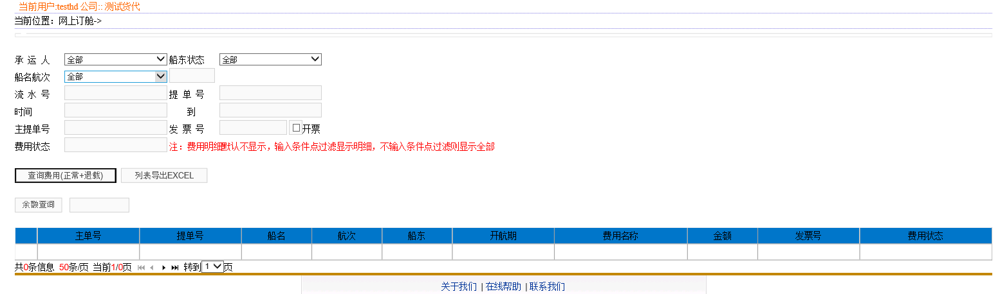 当前用户:testhd 公司:: 测试货代
当前位置：网上订舱->
承 运 人 全部 船东状态 全部
船名航次 全部
流 水 号 提 单 号
时间 到
主提单号 发 票 号 开票
费用状态 注：费用明细默认不显示，输入条件点过滤显示明细，不输入条件点过滤则显示全部
查询费用(正常+退载) 列表导出EXCEL
余额查询
主单号 提单号 船名 航次 船东 开航期 费用名称 金额 发票号 费用状态
共0条信息 50条/页 当前1/0页 转到 1 页
关于我们 | 在线帮助 | 联系我们